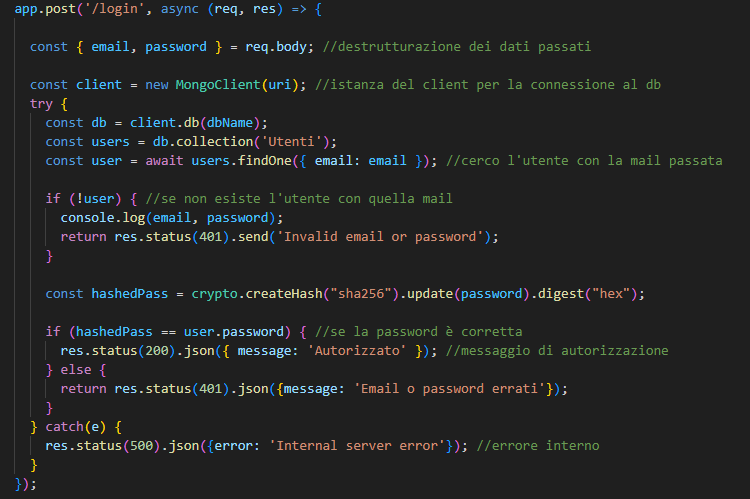 app.post('/login', async (req, res) => {
const { email, password } = req.body; //destrutturazione dei dati passati
const client = new MongoClient(uri); //istanza del client per la connessione al db
try {
const db = client.db(dbName);
const users = db.collection('Utenti');
const user = await users.findOne({ email: email }); //cerco l'utente con la mail passata
if (!user) { //se non esiste l'utente con quella mail
console.log(email, password);
return res.status(401).send('Invalid email or password');
}
const hashedPass = crypto.createHash("sha256").update(password).digest("hex");
if (hashedPass == user.password) { //se la password è corretta
res.status(200).json({ message: 'Autorizzato' }); //messaggio di autorizzazione
} else {
return res.status(401).json({message: 'Email o password errati'});
}
} catch(e) {
res.status(500).json({error: 'Internal server error'}); //errore interno
}
});